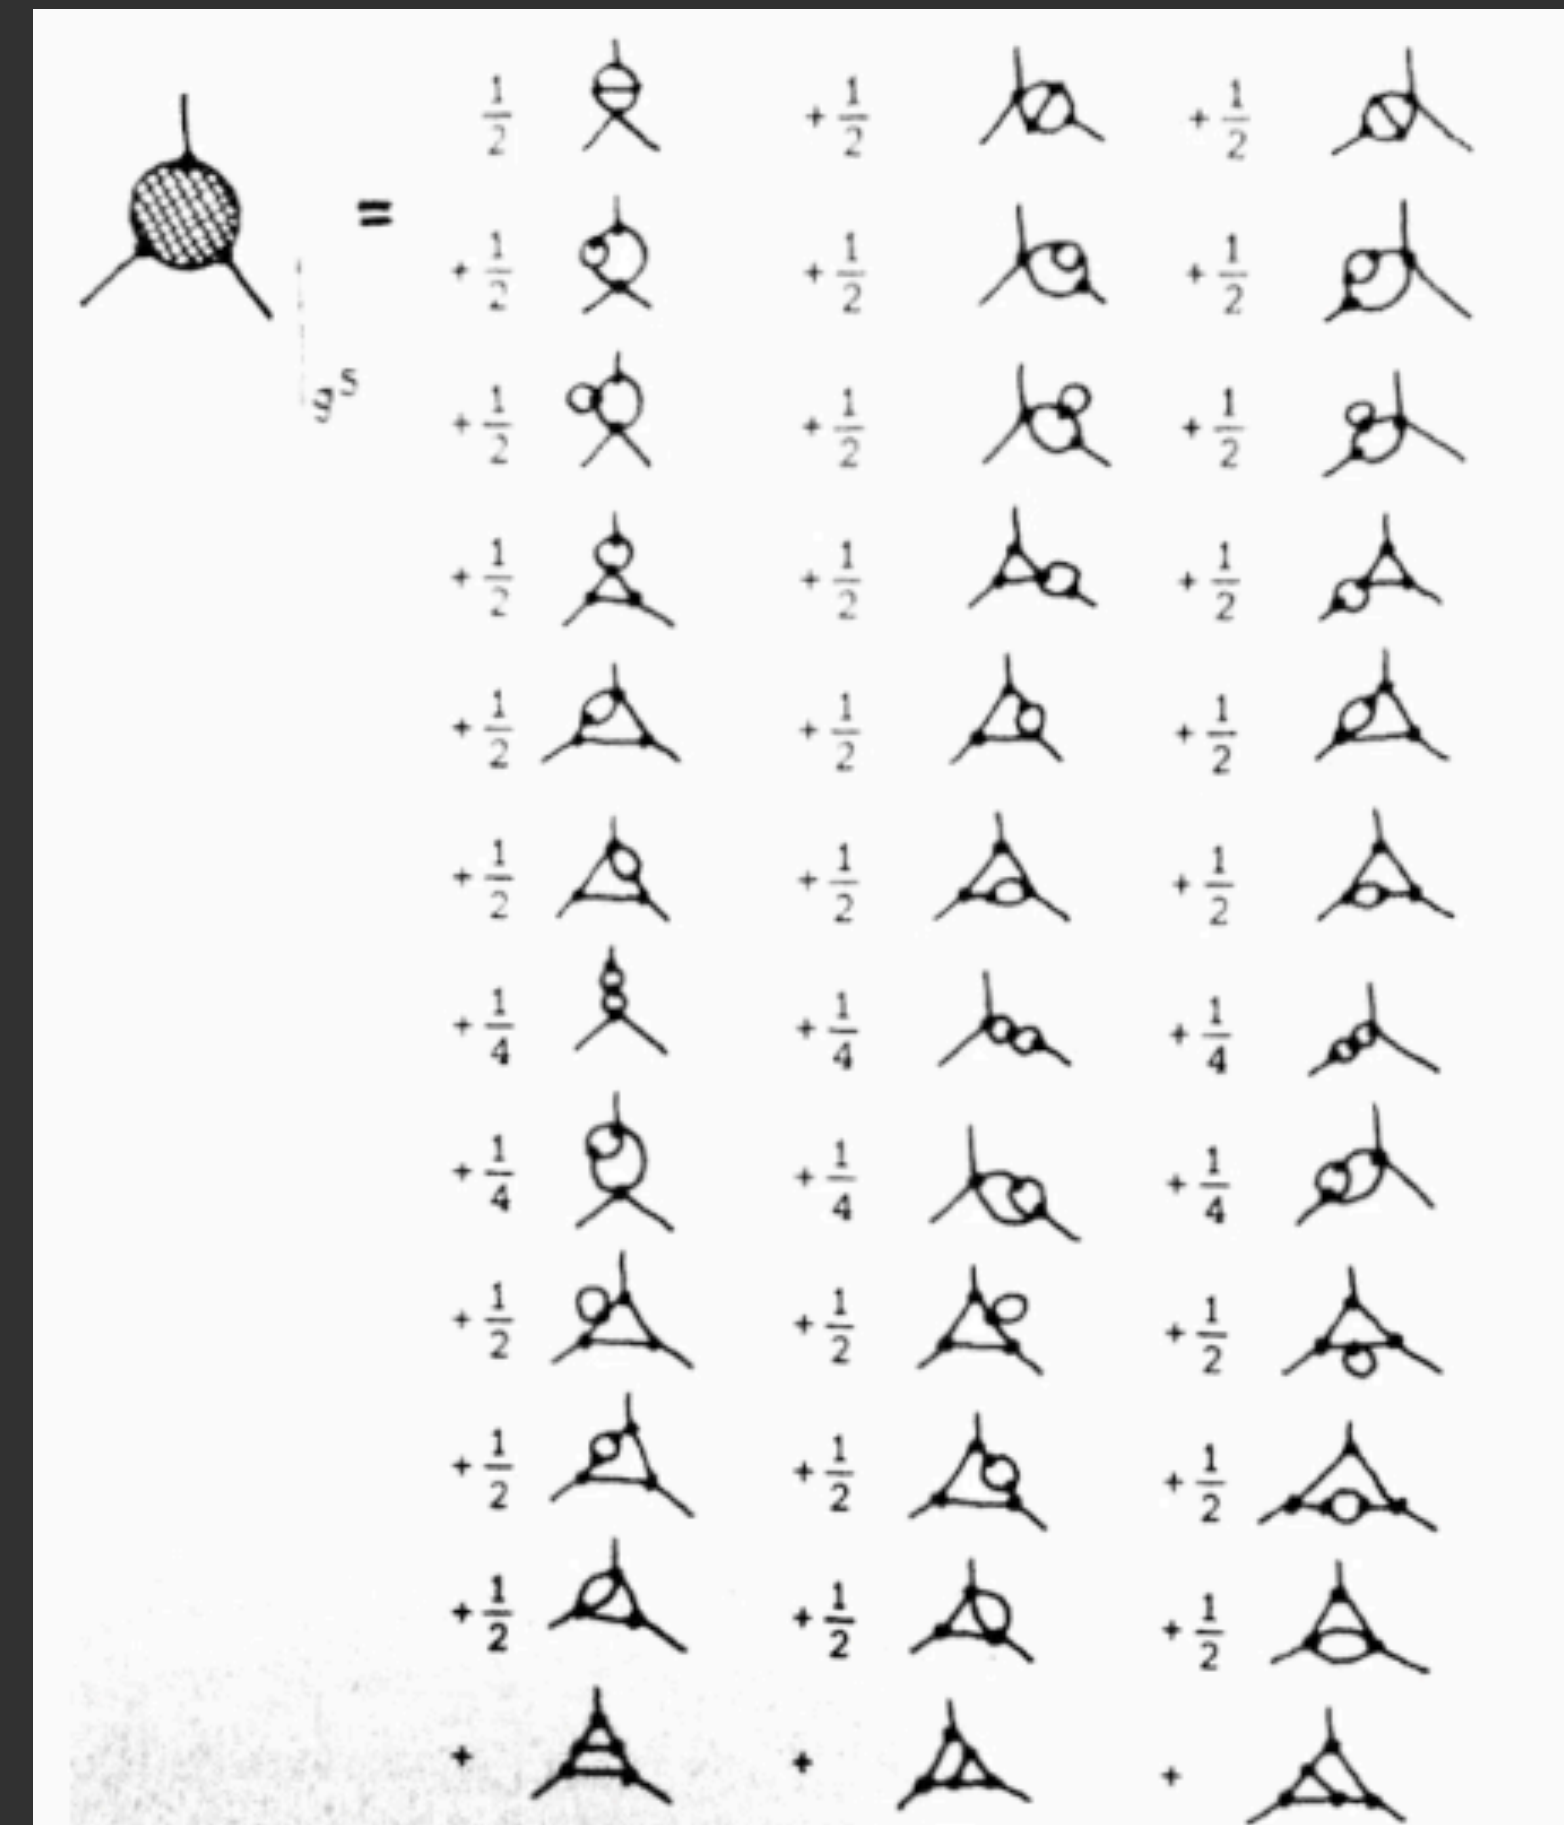 = 1/2 + 1/2 + 1/2
+ 1/2 + 1/2 + 1/2
g⁵
+ 1/2 + 1/2 + 1/2
+ 1/2 + 1/2 + 1/2
+ 1/2 + 1/2 + 1/2
+ 1/2 + 1/2 + 1/2
+ 1/4 + 1/4 + 1/4
+ 1/4 + 1/4 + 1/4
+ 1/2 + 1/2 + 1/2
+ 1/2 + 1/2 + 1/2
+ 1/2 + 1/2 + 1/2
+ + +